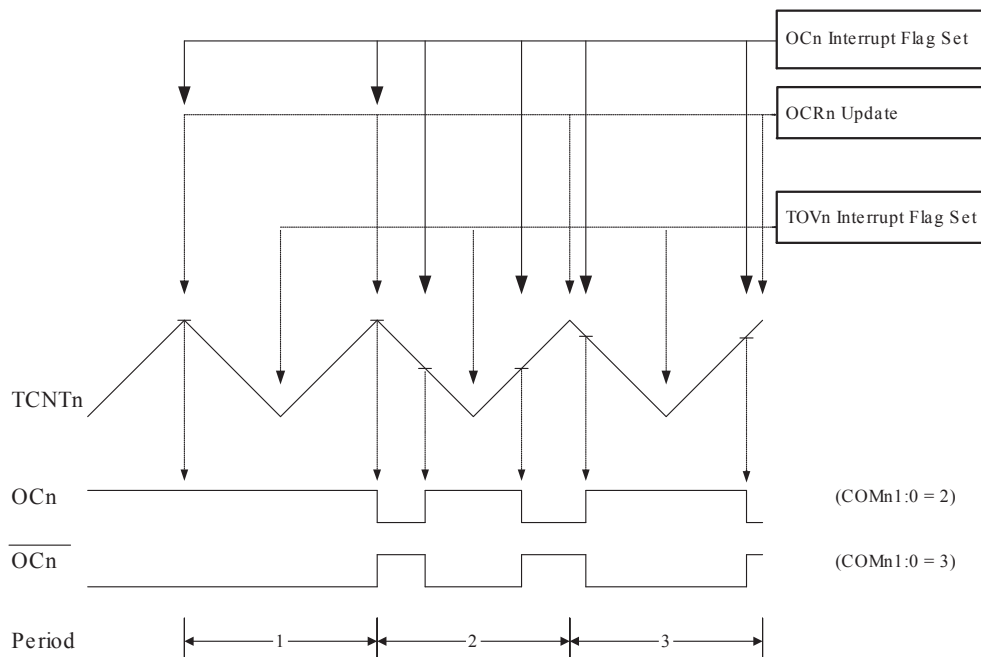 OCn Interrupt Flag Set
OCRn Update
TOVn Interrupt Flag Set
TCNTn
OCn (COMn1:0 = 2)
OCn (COMn1:0 = 3)
Period 1 2 3